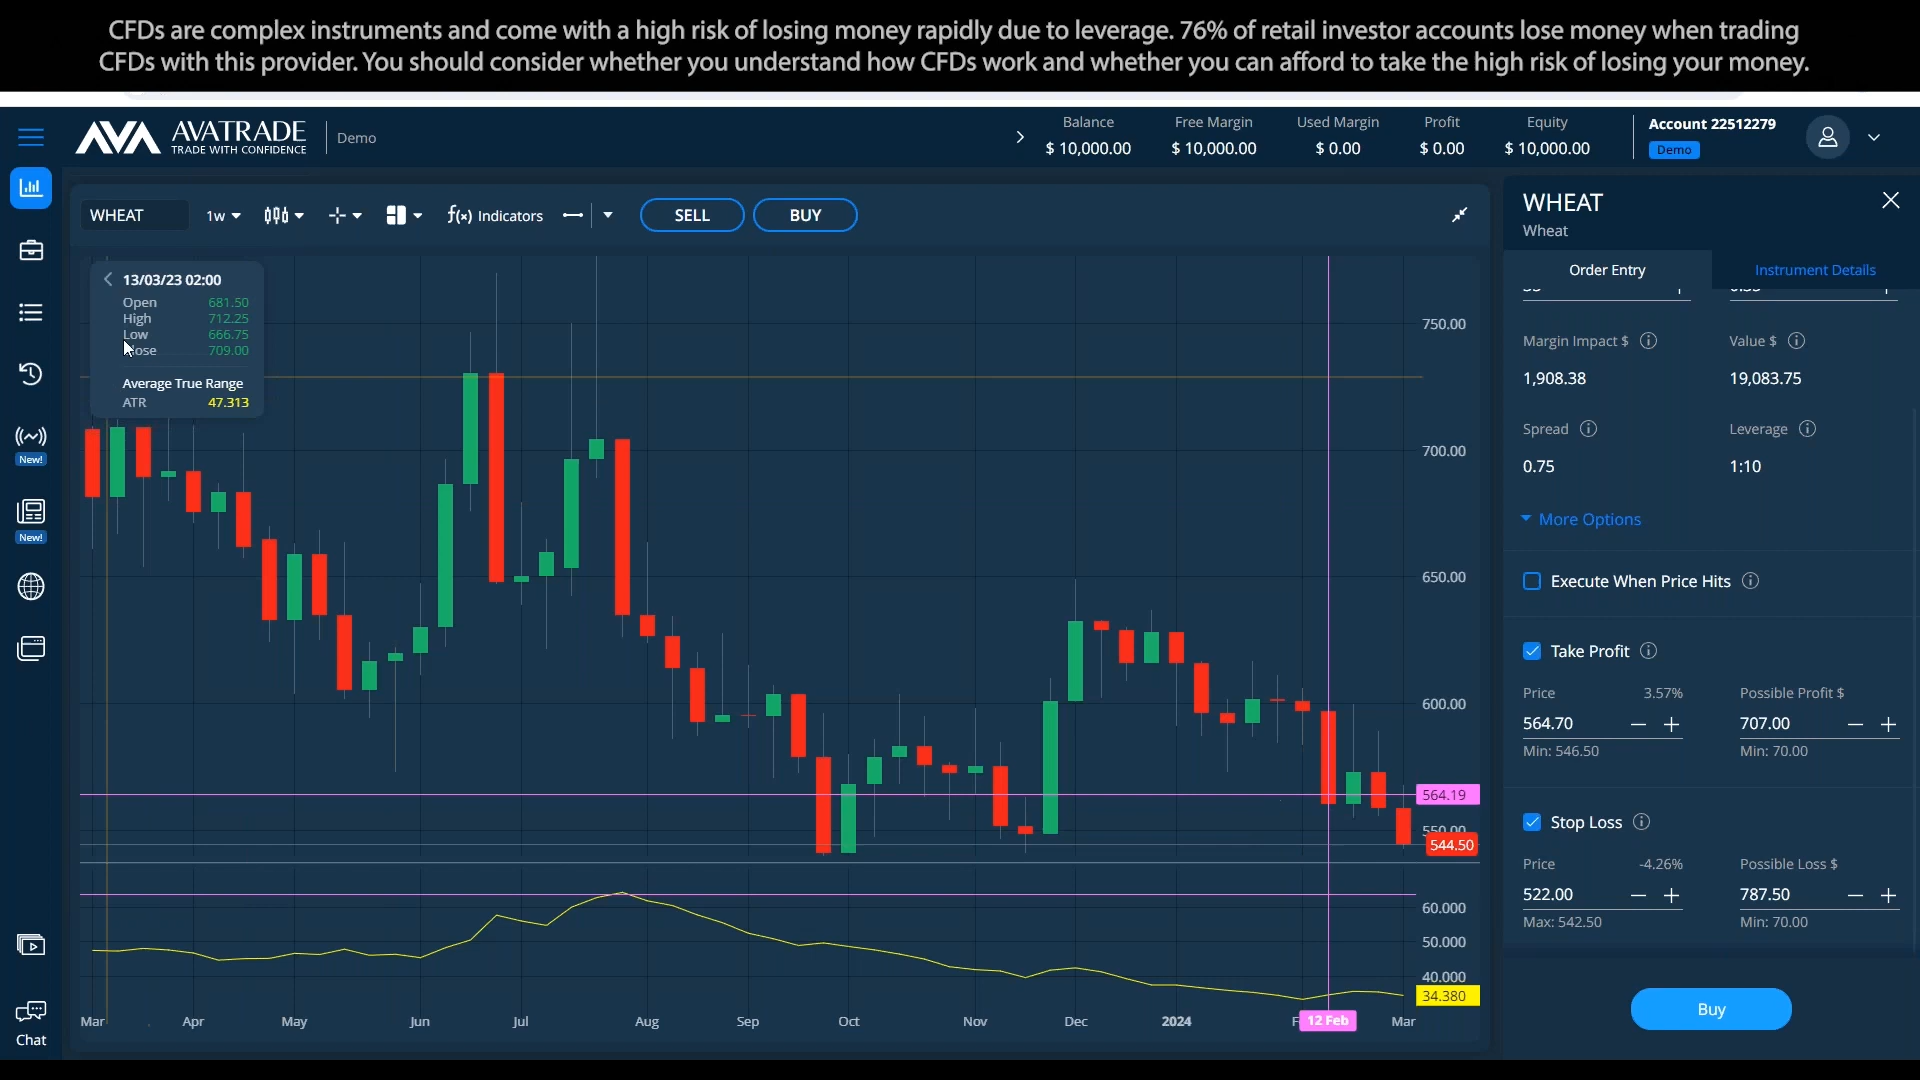 CFDs are complex instruments and come with a high risk of losing money rapidly due to leverage. 76% of retail investor accounts lose money when trading
CFDs with this provider. You should consider whether you understand how CFDs work and whether you can afford to take the high risk of losing your money.
AVA AVATRADE
TRADE WITH CONFIDENCE
Demo
Balance Free Margin Used Margin Profit Equity
$ 10,000.00 $ 10,000.00 $ 0.00 $ 0.00 $ 10,000.00
Account 22512279
Demo
WHEAT 1w f(x) Indicators SELL BUY
13/03/23 02:00
Open 681.50
High 712.25
Low 666.75
ose 709.00
Average True Range
ATR 47.313
750.00
700.00
650.00
600.00
564.19
550.00
544.50
60.000
50.000
40.000
34.380
Mar Apr May Jun Jul Aug Sep Oct Nov Dec 2024 F 12 Feb Mar
New!
New!
Chat
WHEAT
Wheat
Order Entry Instrument Details
Margin Impact $ Value $
1,908.38 19,083.75
Spread Leverage
0.75 1:10
More Options
Execute When Price Hits
Take Profit
Price 3.57% Possible Profit $
564.70 707.00
Min: 546.50 Min: 70.00
Stop Loss
Price -4.26% Possible Loss $
522.00 787.50
Max: 542.50 Min: 70.00
Buy